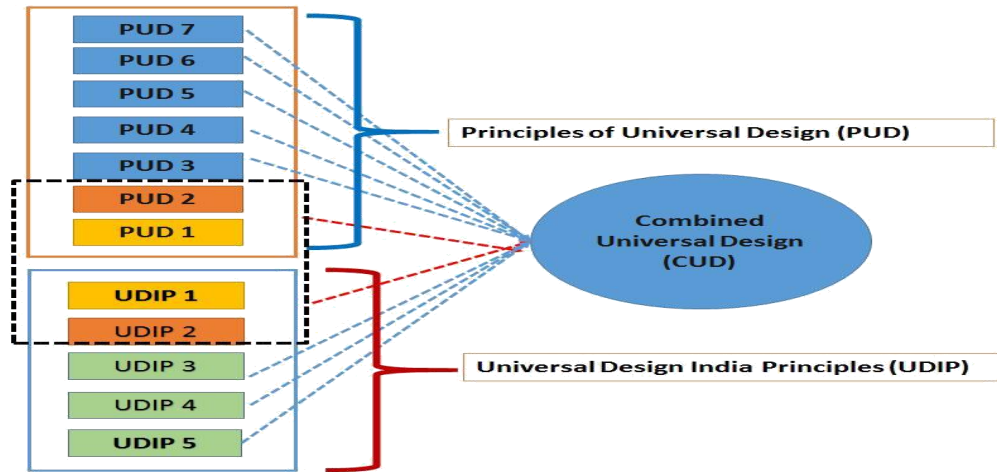 PUD 7
PUD 6
PUD 5
PUD 4
PUD 3
PUD 2
PUD 1
Principles of Universal Design (PUD)
Combined
Universal Design
(CUD)
UDIP 1
UDIP 2
UDIP 3
UDIP 4
UDIP 5
Universal Design India Principles (UDIP)